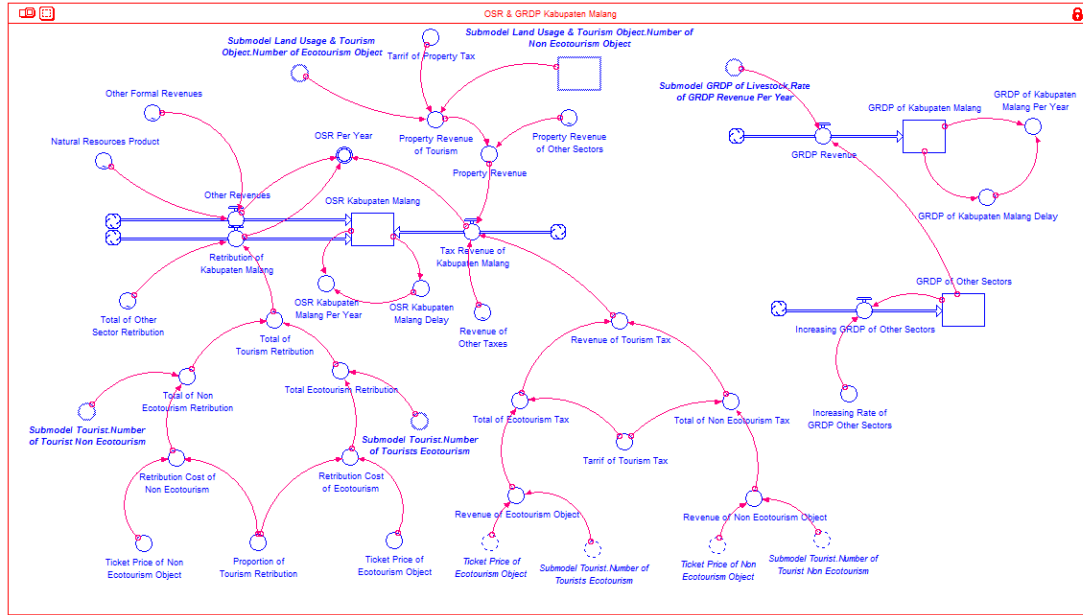 OSR & GRDP Kabupaten Malang
Submodel Land Usage & Tourism
Object.Number of Ecotourism Object
Tarrif of Property Tax
Submodel Land Usage & Tourism Object.Number of
Non Ecotourism Object
Other Formal Revenues
Natural Resources Product
OSR Per Year
Property Revenue
of Tourism
Property Revenue
of Other Sectors
Property Revenue
Submodel GRDP of Livestock.Rate
of GRDP Revenue Per Year
GRDP of Kabupaten Malang
GRDP of Kabupaten
Malang Per Year
GRDP Revenue
GRDP of Kabupaten Malang Delay
Other Revenues
OSR Kabupaten Malang
Retribution of
Kabupaten Malang
Tax Revenue of
Kabupaten Malang
Total of Other
Sector Retribution
OSR Kabupaten
Malang Per Year
OSR Kabupaten
Malang Delay
Revenue of
Other Taxes
GRDP of Other Sectors
Increasing GRDP of Other Sectors
Increasing Rate of
GRDP Other Sectors
Total of
Tourism Retribution
Revenue of Tourism Tax
Total of Non
Ecotourism Retribution
Total Ecotourism Retribution
Total of Ecotourism Tax
Total of Non Ecotourism Tax
Submodel Tourist.Number
of Tourist Non Ecotourism
Submodel Tourist.Number
of Tourists Ecotourism
Tarrif of Tourism Tax
Retribution Cost of
Non Ecotourism
Retribution Cost
of Ecotourism
Revenue of Ecotourism Object
Revenue of Non Ecotourism Object
Ticket Price of Non
Ecotourism Object
Proportion of
Tourism Retribution
Ticket Price of
Ecotourism Object
Ticket Price of
Ecotourism Object
Submodel Tourist.Number of
Tourists Ecotourism
Ticket Price of Non
Ecotourism Object
Submodel Tourist.Number of
Tourist Non Ecotourism